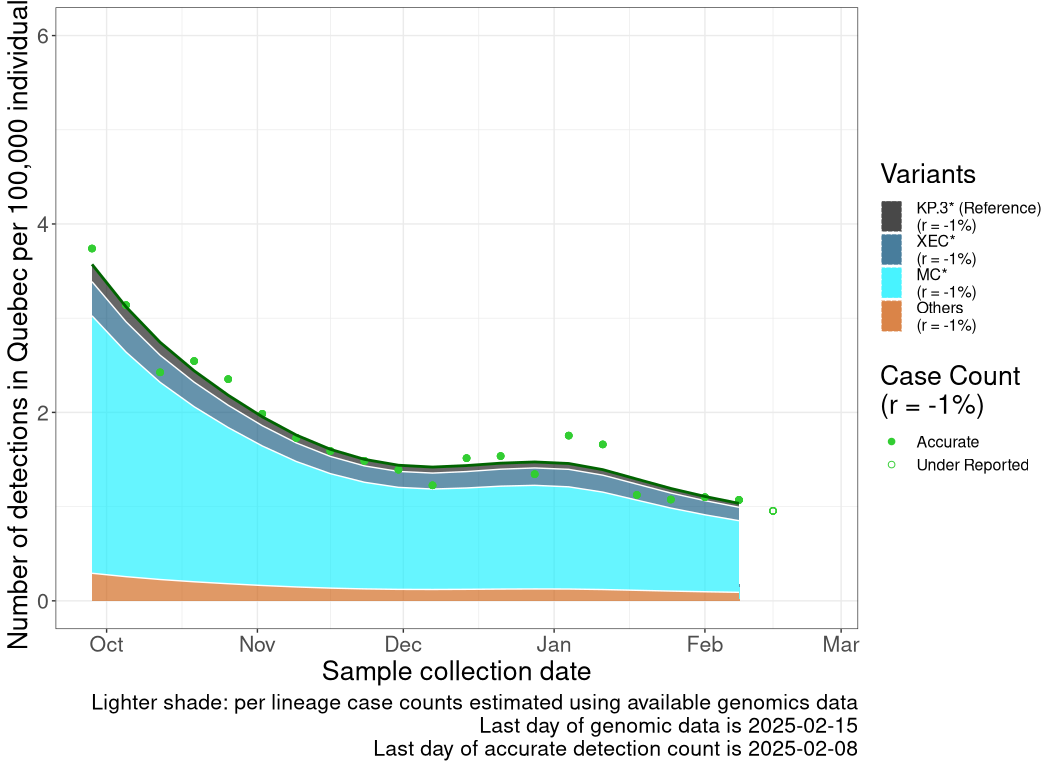 Number of detections in Quebec per 100,000 individual
6
4
2
0
Oct
Nov
Dec
Jan
Feb
Mar
Sample collection date
Lighter shade: per lineage case counts estimated using available genomics data
Last day of genomic data is 2025-02-15
Last day of accurate detection count is 2025-02-08
Variants
KP.3* (Reference)
(r = -1%)
XEC*
(r = -1%)
MC*
(r = -1%)
Others
(r = -1%)
Case Count
(r = -1%)
Accurate
Under Reported